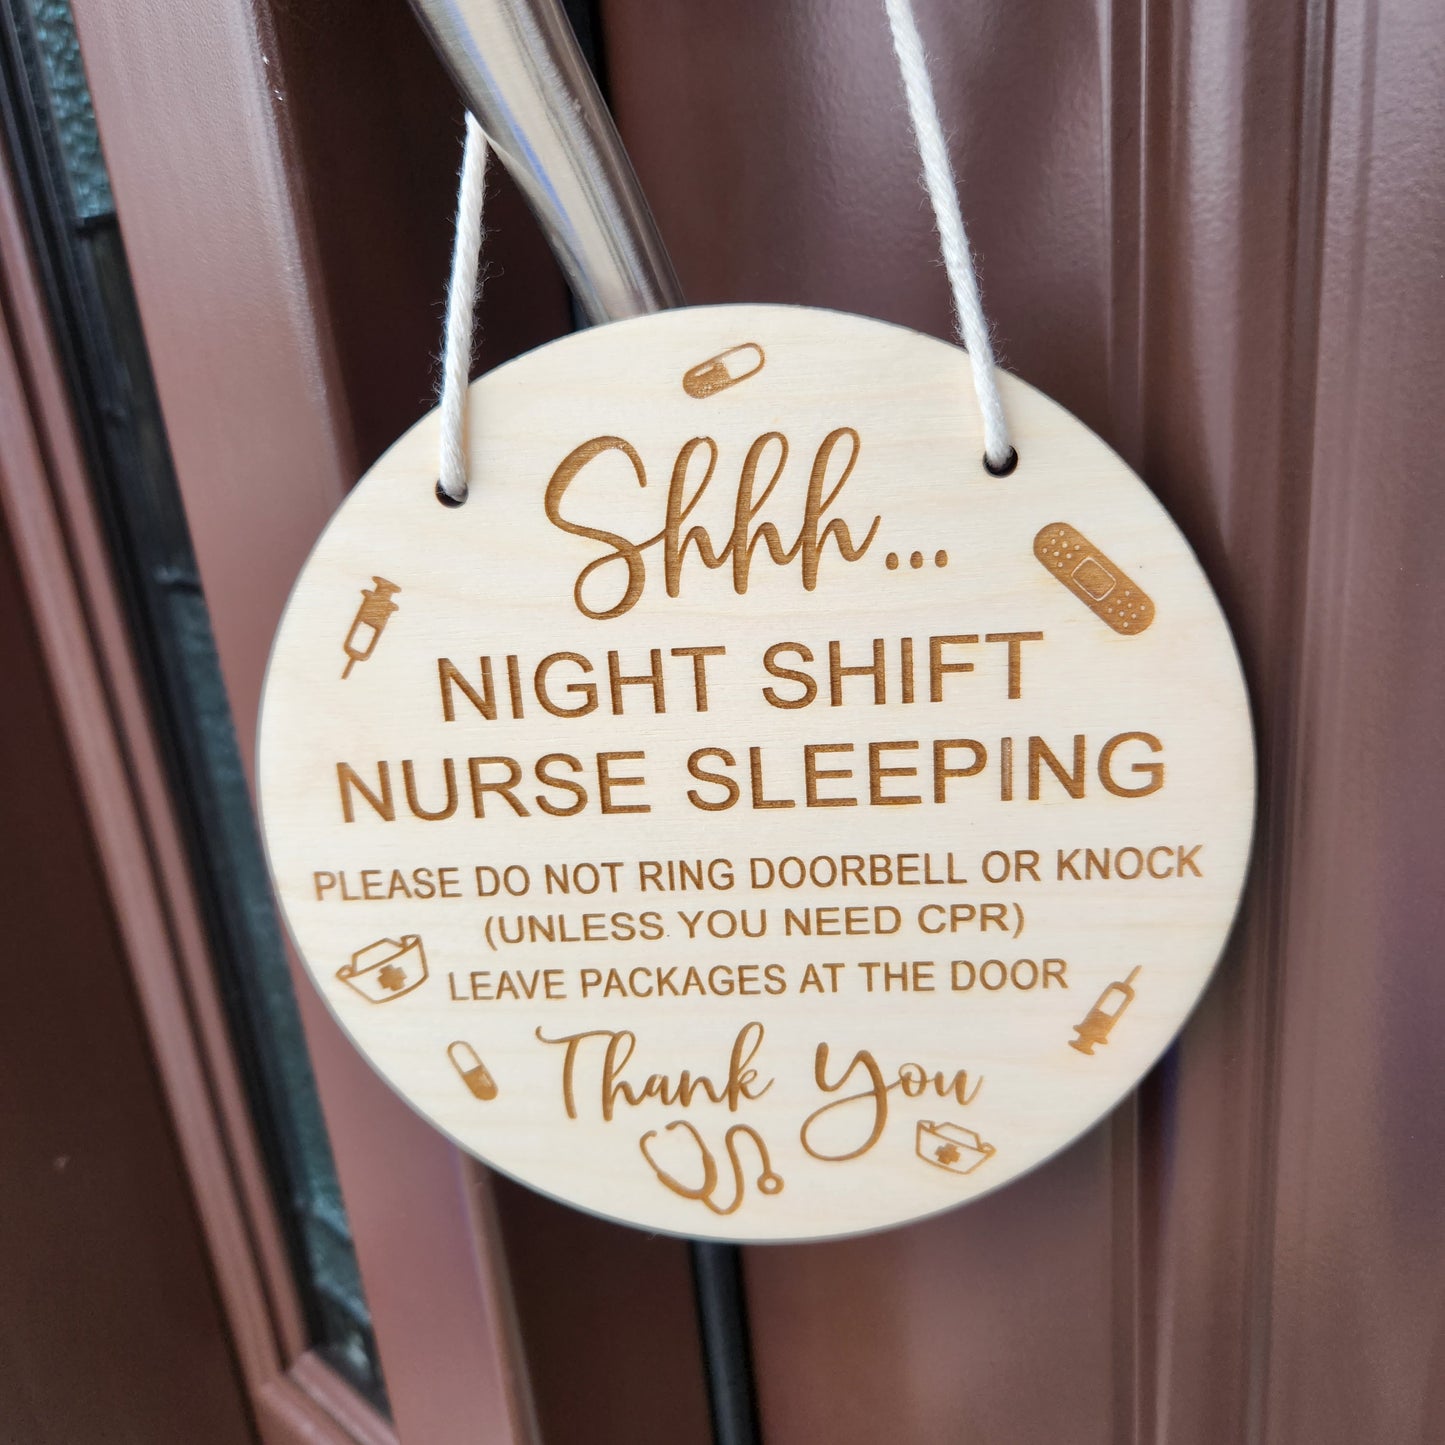 Shhh...
NIGHT SHIFT
NURSE SLEEPING
PLEASE DO NOT RING DOORBELL OR KNOCK
(UNLESS YOU NEED CPR)
LEAVE PACKAGES AT THE DOOR
Thank You